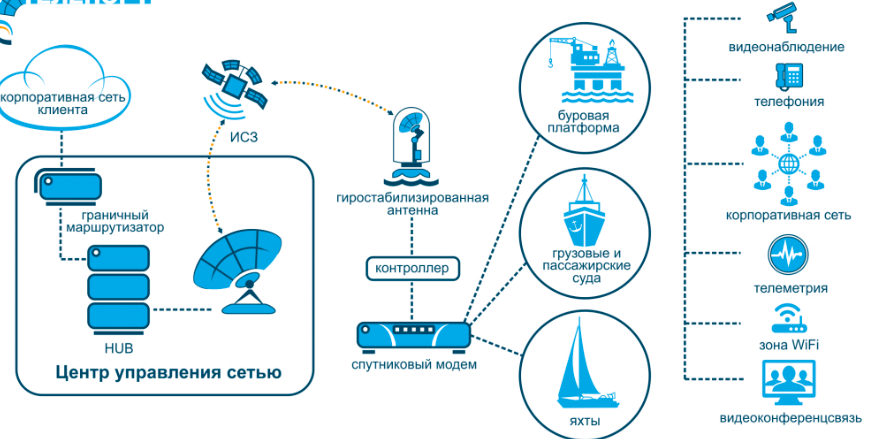 корпоративная сеть
клиента
ИСЗ
граничный
маршрутизатор
HUB
Центр управления сетью
гиростабилизированная
антенна
контроллер
спутниковый модем
буровая
платформа
грузовые и
пассажирские
суда
яхты
видеонаблюдение
телефония
корпоративная сеть
телеметрия
зона WiFi
видеоконференцсвязь